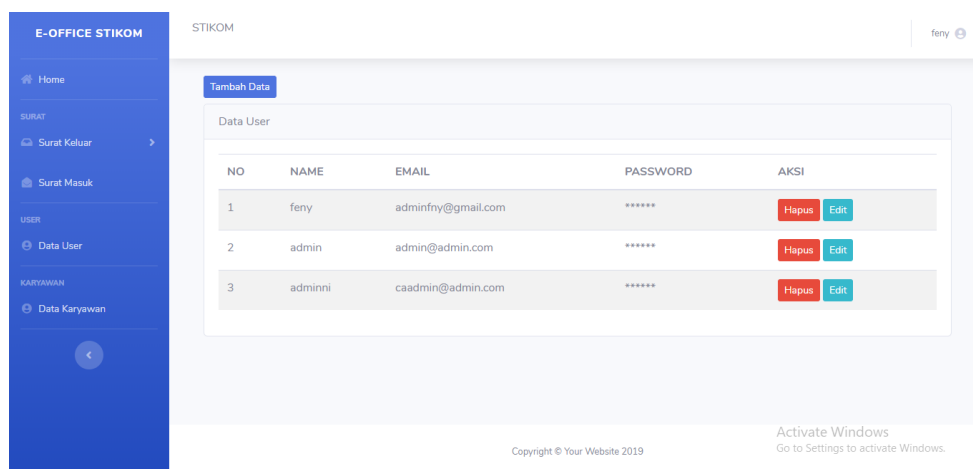 E-OFFICE STIKOM
STIKOM
feny
Home
SURAT
Surat Keluar
Surat Masuk
USER
Data User
KARYAWAN
Data Karyawan
Tambah Data
Data User
NO NAME EMAIL PASSWORD AKSI
1 feny adminfny@gmail.com ****** Hapus Edit
2 admin admin@admin.com ****** Hapus Edit
3 adminni caadmin@admin.com ****** Hapus Edit
Copyright © Your Website 2019
Activate Windows
Go to Settings to activate Windows.